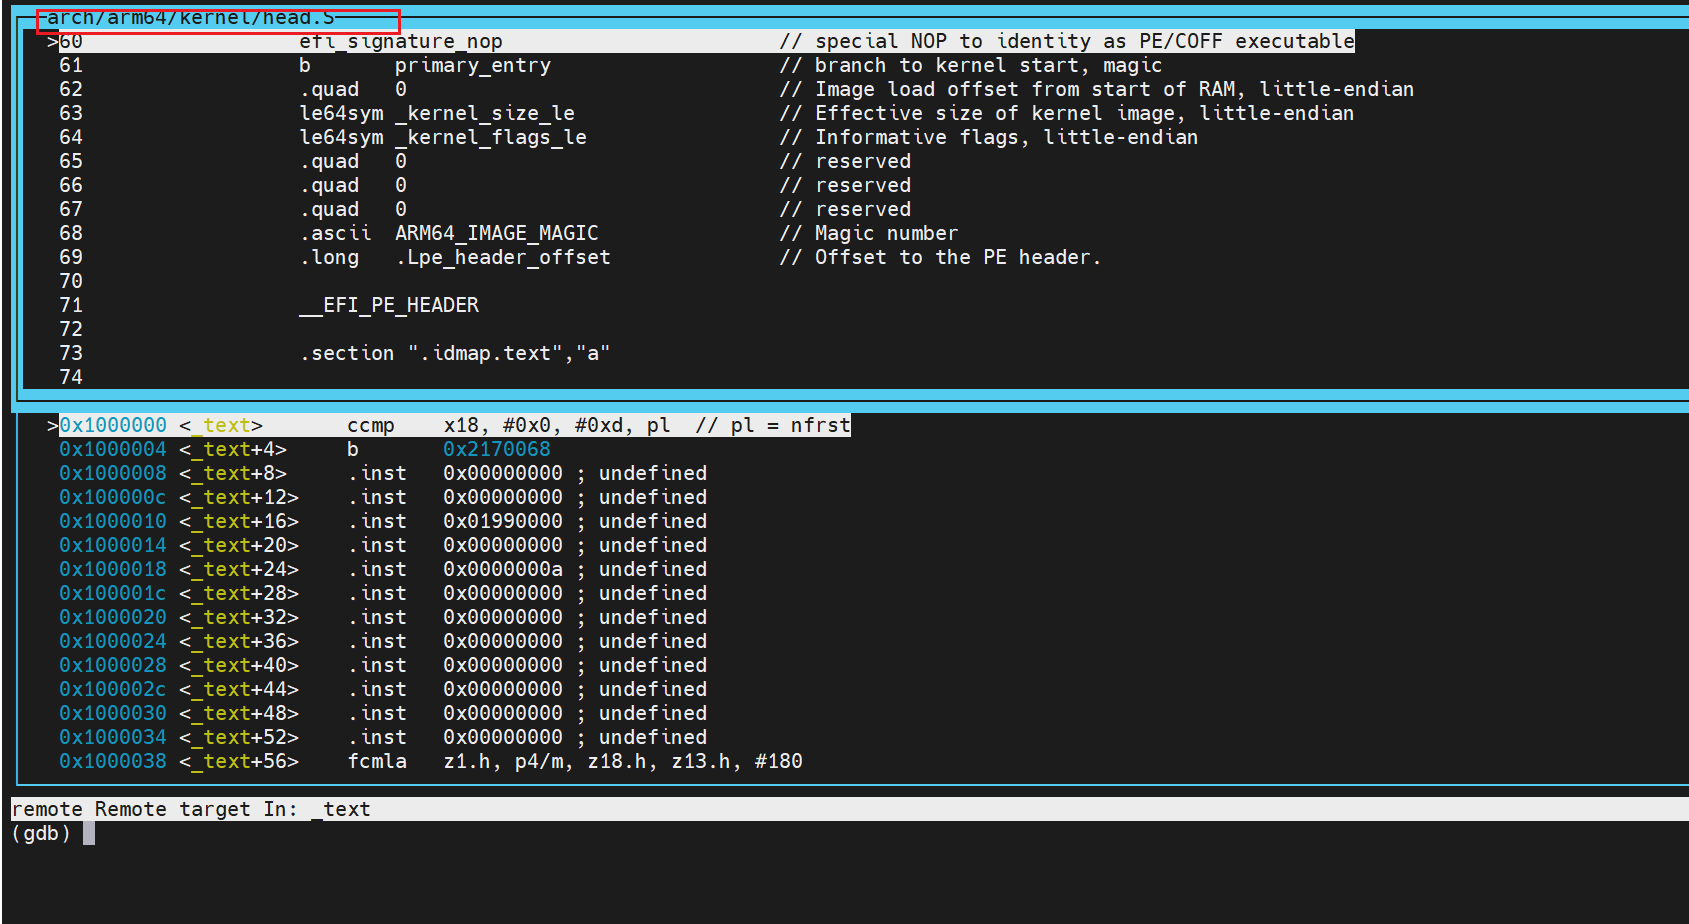 arch/arm64/kernel/head.S
>60 efi_signature_nop // special NOP to identity as PE/COFF executable
61 b primary_entry // branch to kernel start, magic
62 .quad 0 // Image load offset from start of RAM, little-endian
63 le64sym _kernel_size_le // Effective size of kernel image, little-endian
64 le64sym _kernel_flags_le // Informative flags, little-endian
65 .quad 0 // reserved
66 .quad 0 // reserved
67 .quad 0 // reserved
68 .ascii ARM64_IMAGE_MAGIC // Magic number
69 .long .Lpe_header_offset // Offset to the PE header.
70
71 __EFI_PE_HEADER
72
73 .section ".idmap.text","a"
74
>0x1000000 <_text> ccmp x18, #0x0, #0xd, pl // pl = nfrst
0x1000004 <_text+4> b 0x2170068
0x1000008 <_text+8> .inst 0x00000000 ; undefined
0x100000c <_text+12> .inst 0x00000000 ; undefined
0x1000010 <_text+16> .inst 0x01990000 ; undefined
0x1000014 <_text+20> .inst 0x00000000 ; undefined
0x1000018 <_text+24> .inst 0x0000000a ; undefined
0x100001c <_text+28> .inst 0x00000000 ; undefined
0x1000020 <_text+32> .inst 0x00000000 ; undefined
0x1000024 <_text+36> .inst 0x00000000 ; undefined
0x1000028 <_text+40> .inst 0x00000000 ; undefined
0x100002c <_text+44> .inst 0x00000000 ; undefined
0x1000030 <_text+48> .inst 0x00000000 ; undefined
0x1000034 <_text+52> .inst 0x00000000 ; undefined
0x1000038 <_text+56> fcmla z1.h, p4/m, z18.h, z13.h, #180
remote Remote target In: _text
(gdb)